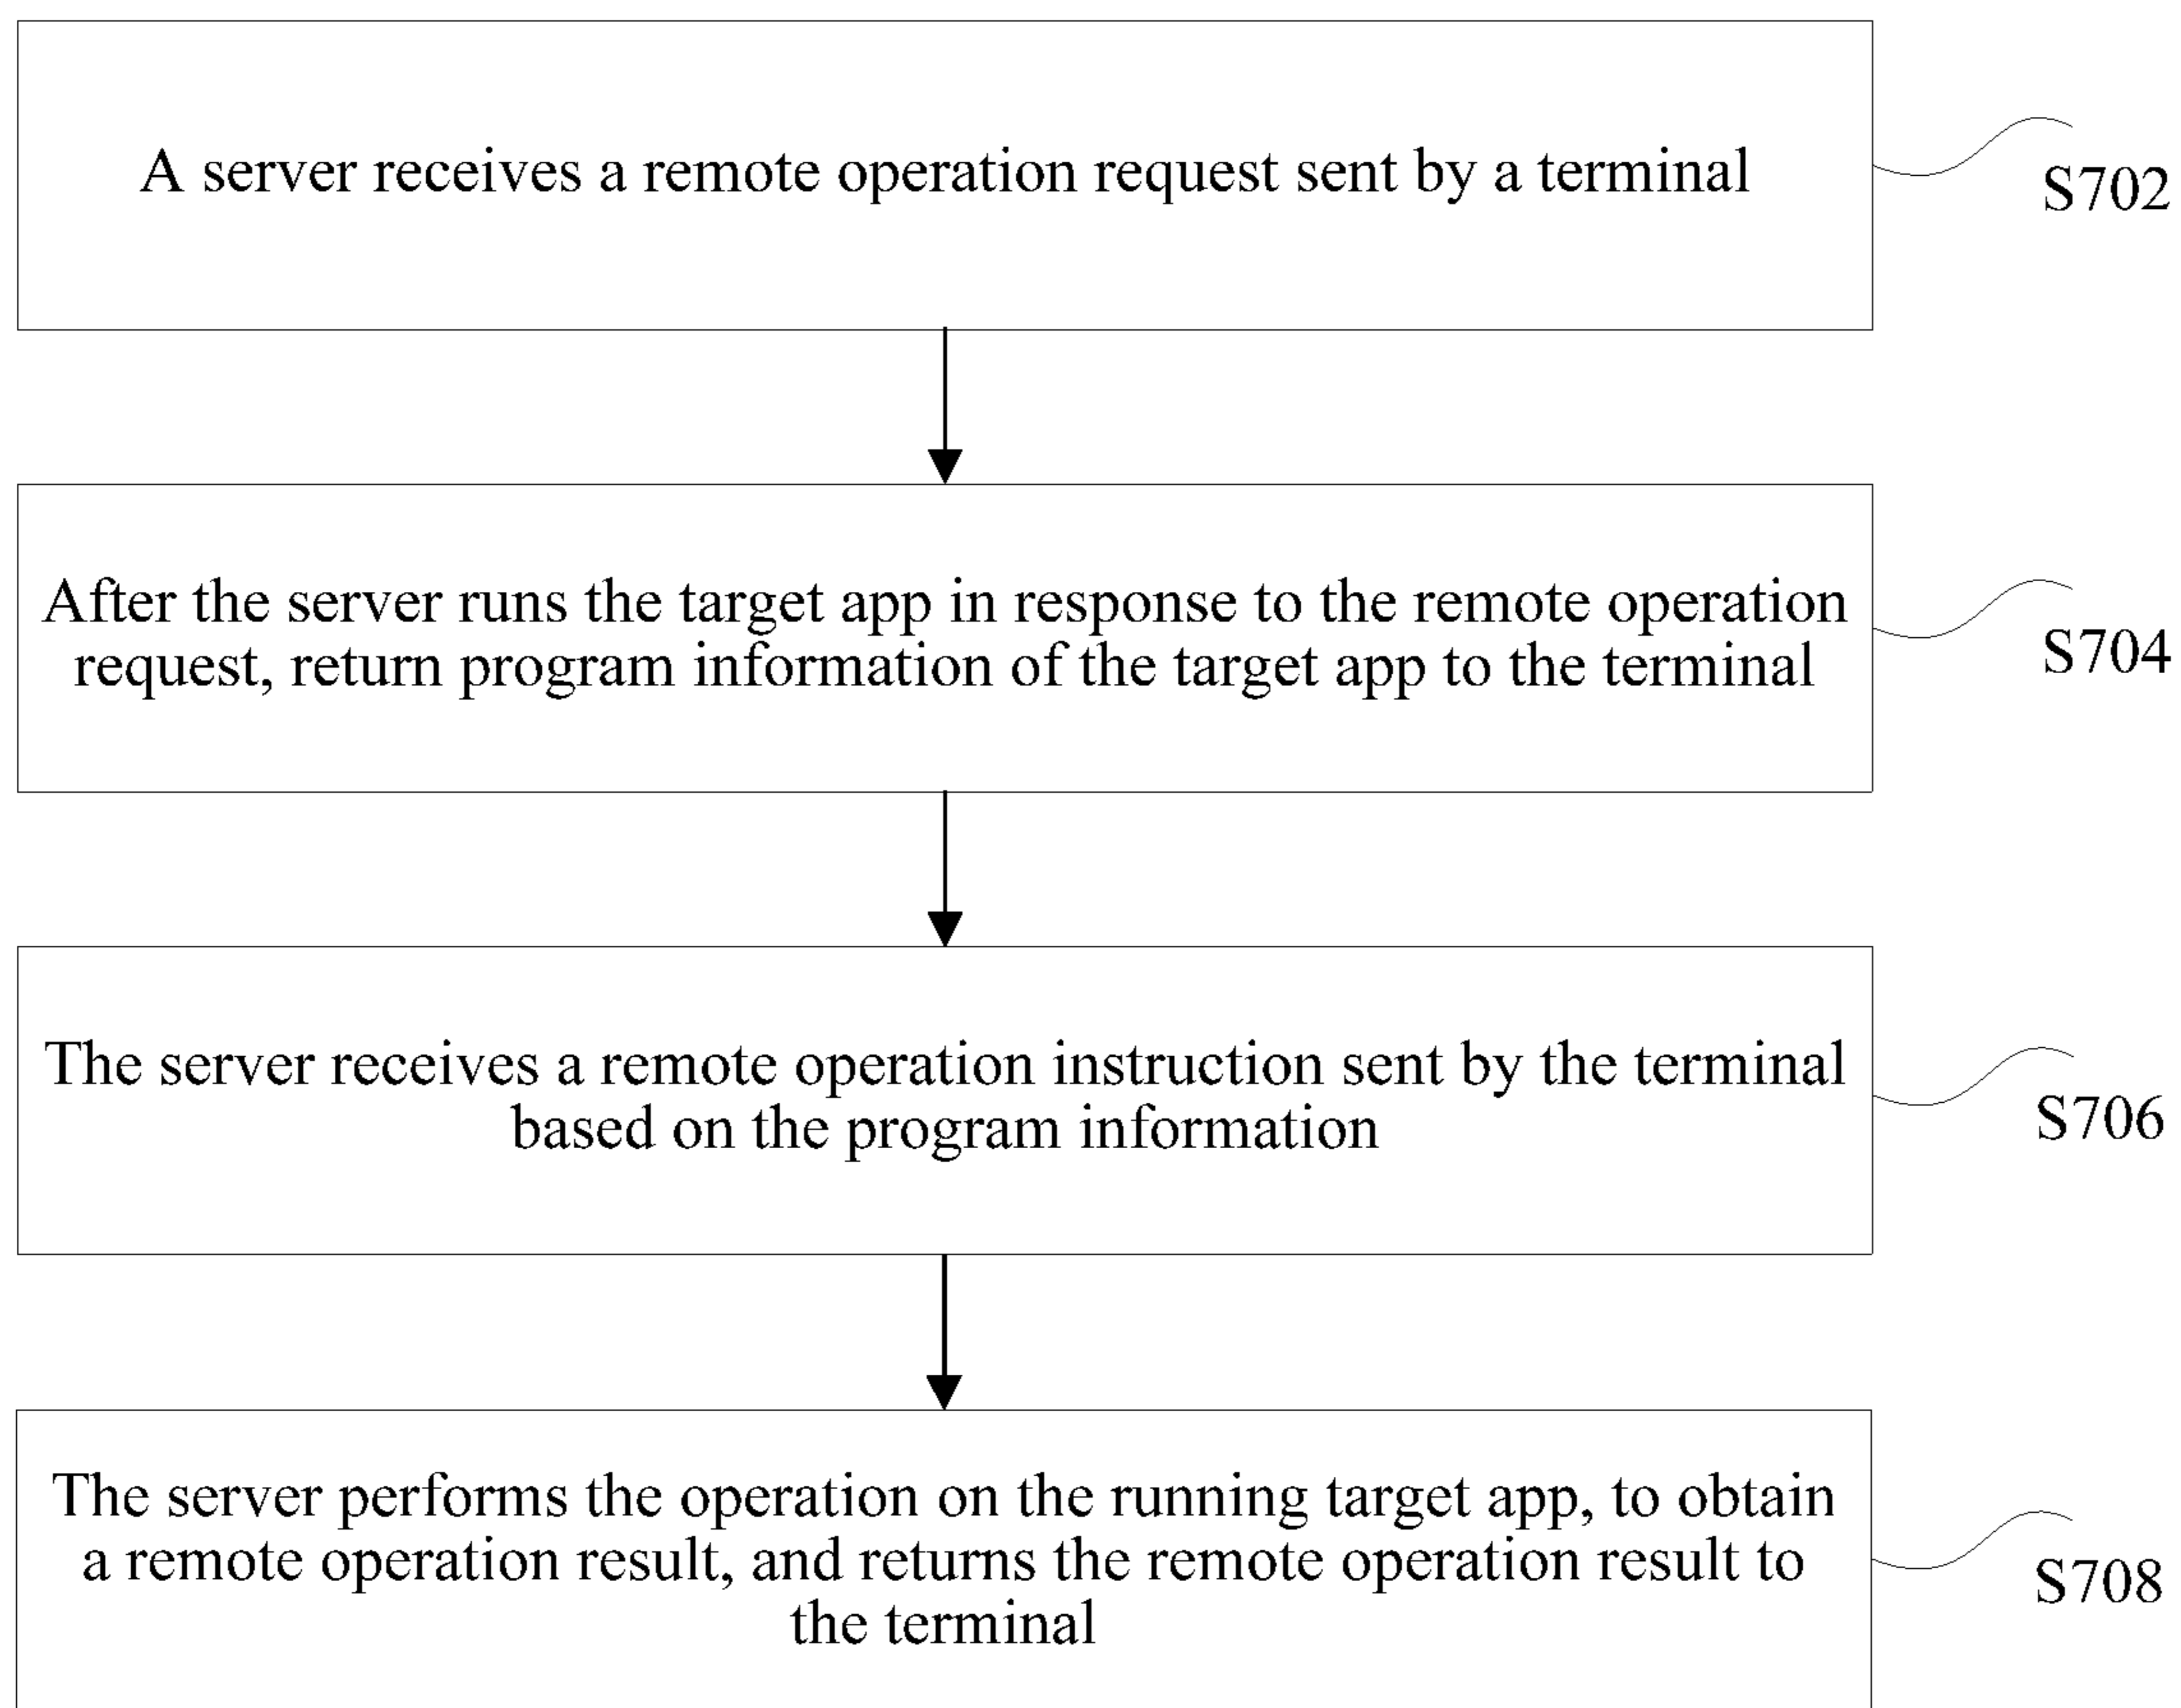 A server receives a remote operation request sent by a terminal
S702
After the server runs the target app in response to the remote operation
request, return program information of the target app to the terminal
S704
The server receives a remote operation instruction sent by the terminal
based on the program information
S706
The server performs the operation on the running target app, to obtain
a remote operation result, and returns the remote operation result to
the terminal
S708